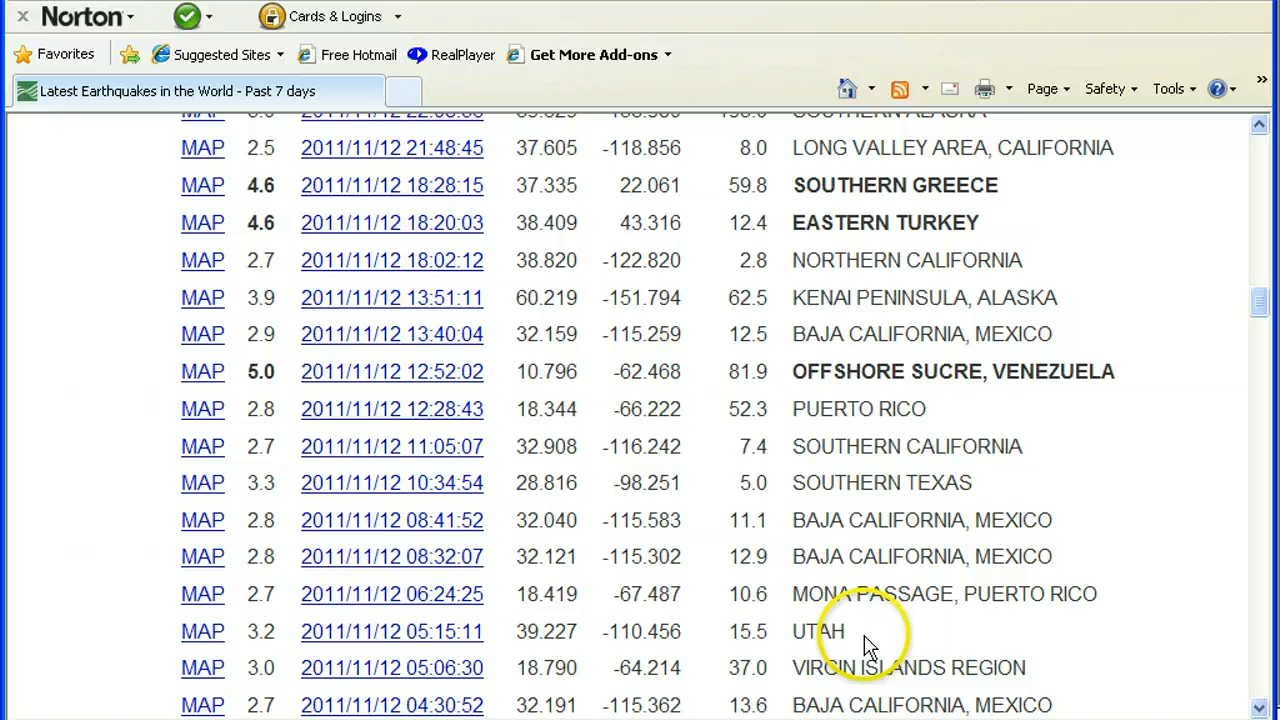 Norton
Cards & Logins
Favorites Suggested Sites Free Hotmail RealPlayer Get More Add-ons
Latest Earthquakes in the World - Past 7 days Page Safety Tools
MAP 2.5 2011/11/12 21:48:45 37.605 -118.856 8.0 LONG VALLEY AREA, CALIFORNIA
MAP 4.6 2011/11/12 18:28:15 37.335 22.061 59.8 SOUTHERN GREECE
MAP 4.6 2011/11/12 18:20:03 38.409 43.316 12.4 EASTERN TURKEY
MAP 2.7 2011/11/12 18:02:12 38.820 -122.820 2.8 NORTHERN CALIFORNIA
MAP 3.9 2011/11/12 13:51:11 60.219 -151.794 62.5 KENAI PENINSULA, ALASKA
MAP 2.9 2011/11/12 13:40:04 32.159 -115.259 12.5 BAJA CALIFORNIA, MEXICO
MAP 5.0 2011/11/12 12:52:02 10.796 -62.468 81.9 OFFSHORE SUCRE, VENEZUELA
MAP 2.8 2011/11/12 12:28:43 18.344 -66.222 52.3 PUERTO RICO
MAP 2.7 2011/11/12 11:05:07 32.908 -116.242 7.4 SOUTHERN CALIFORNIA
MAP 3.3 2011/11/12 10:34:54 28.816 -98.251 5.0 SOUTHERN TEXAS
MAP 2.8 2011/11/12 08:41:52 32.040 -115.583 11.1 BAJA CALIFORNIA, MEXICO
MAP 2.8 2011/11/12 08:32:07 32.121 -115.302 12.9 BAJA CALIFORNIA, MEXICO
MAP 2.7 2011/11/12 06:24:25 18.419 -67.487 10.6 MONA PASSAGE, PUERTO RICO
MAP 3.2 2011/11/12 05:15:11 39.227 -110.456 15.5 UTAH
MAP 3.0 2011/11/12 05:06:30 18.790 -64.214 37.0 VIRGIN ISLANDS REGION
MAP 2.7 2011/11/12 04:30:52 32.191 -115.362 13.6 BAJA CALIFORNIA, MEXICO